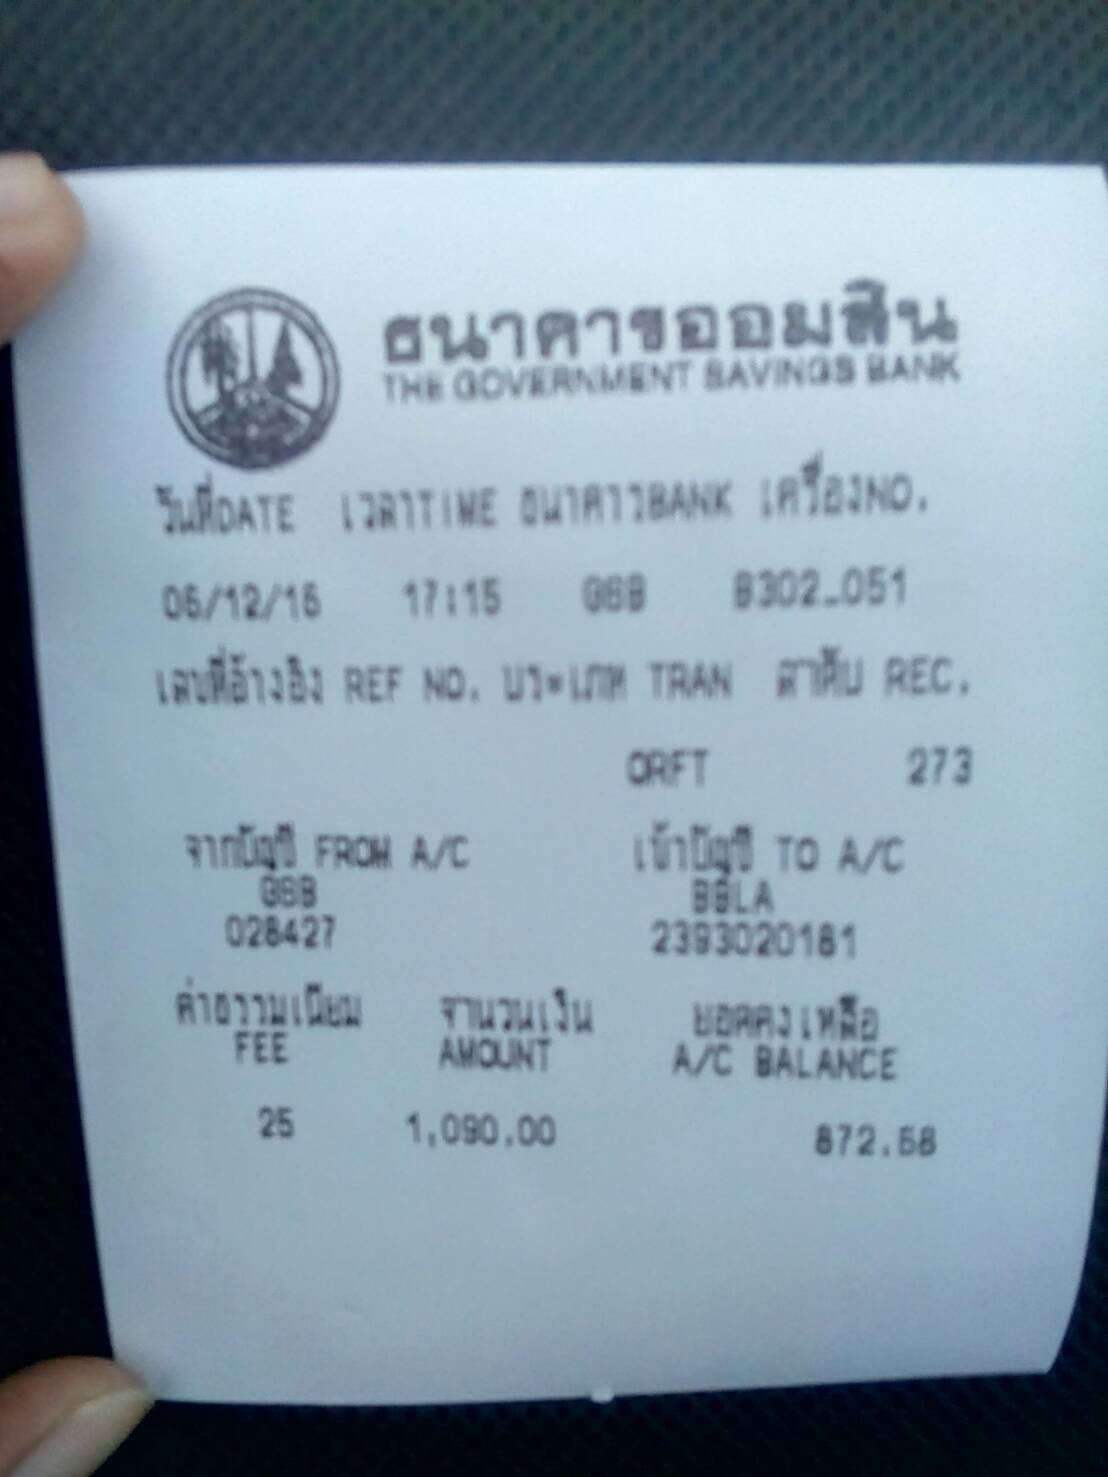 ธนาคารออมสิน
THE GOVERNMENT SAVINGS BANK
วันที่DATE เวลาTIME ธนาคารBANK เครื่องNO.
06/12/16 17:15 GSB 8302_051
เลขที่อ้างอิง REF NO. ประเภท TRAN ลำดับ REC.
ORFT 273
จากบัญชี FROM A/C เข้าบัญชี TO A/C
GSB BBLA
028427 2393020181
ค่าธรรมเนียม จำนวนเงิน ยอดคงเหลือ
FEE AMOUNT A/C BALANCE
25 1,090.00 872.68